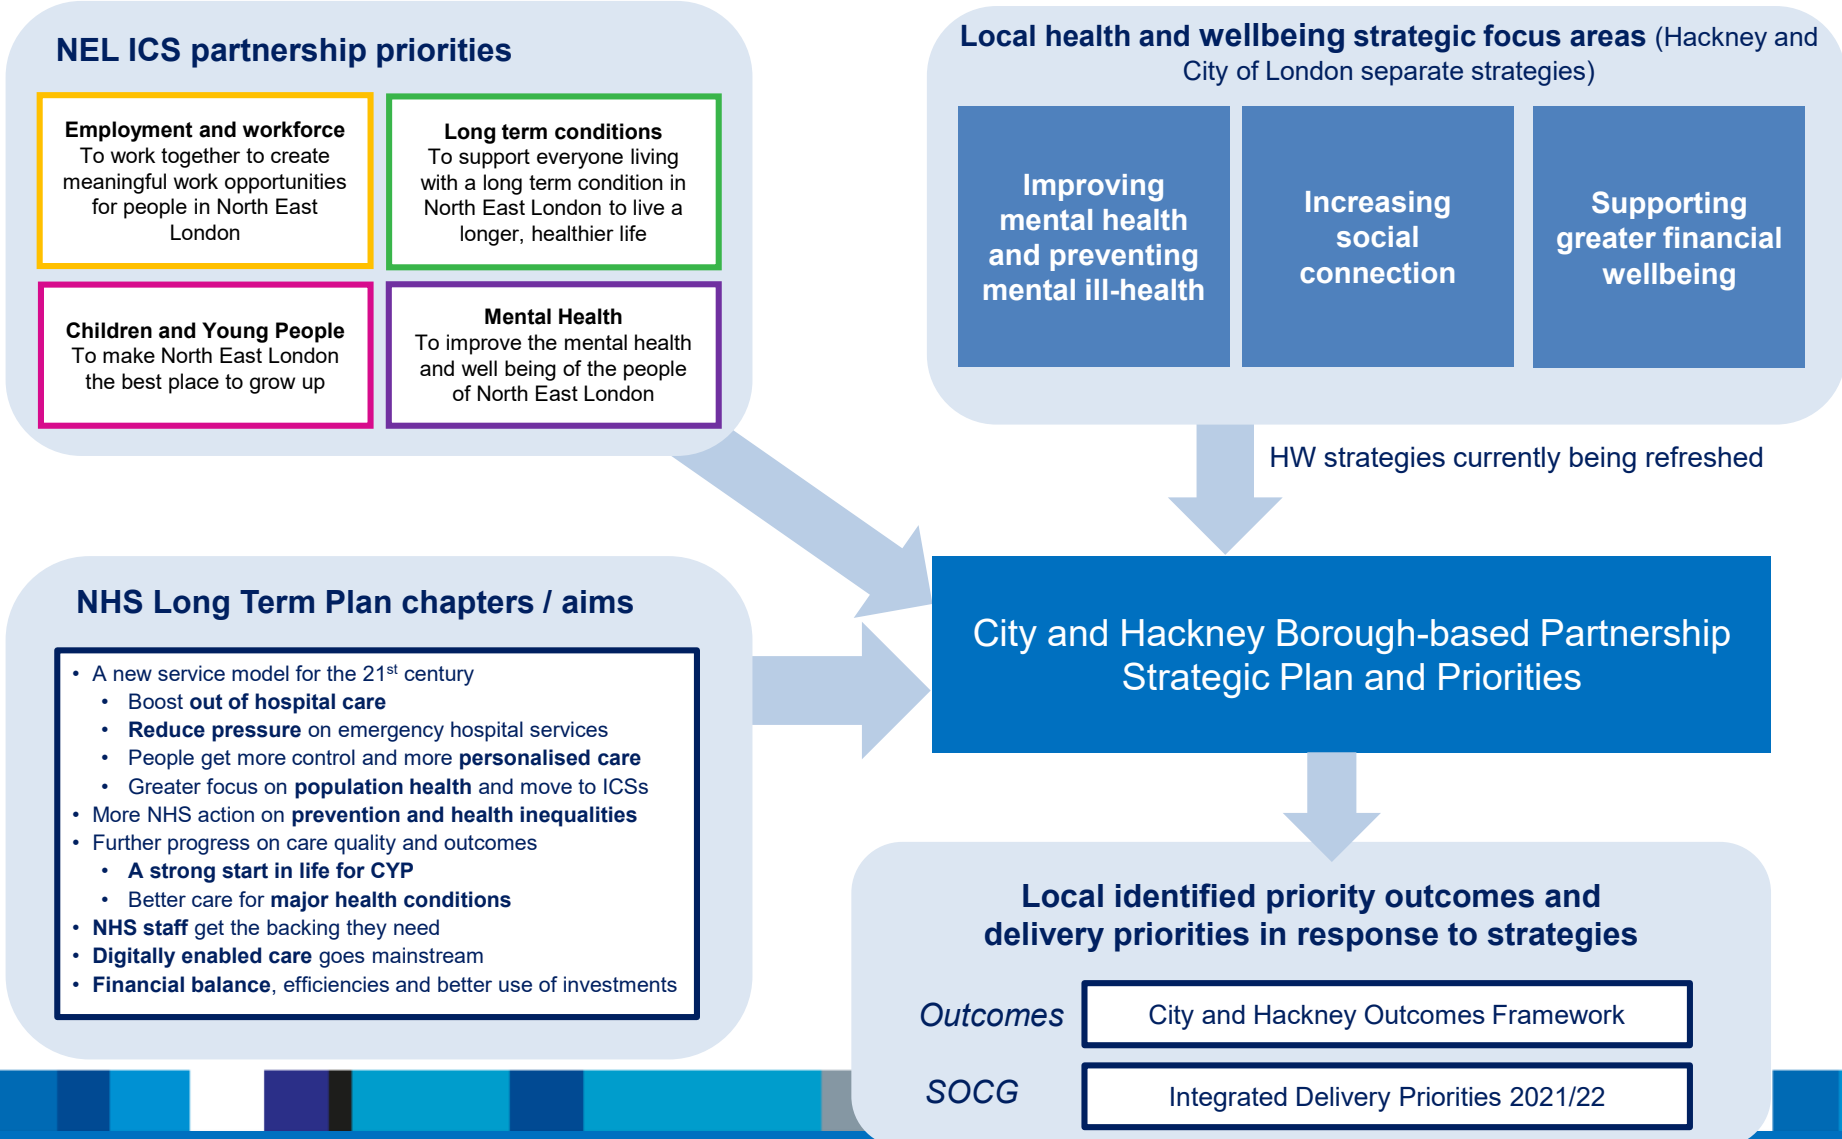 NEL ICS partnership priorities
Employment and workforce
To work together to create
meaningful work opportunities
for people in North East
London
Long term conditions
To support everyone living
with a long term condition in
North East London to live a
longer, healthier life
Children and Young People
To make North East London
the best place to grow up
Mental Health
To improve the mental health
and well being of the people
of North East London
Local health and wellbeing strategic focus areas (Hackney and
City of London separate strategies)
Improving
mental health
and preventing
mental ill-health
Increasing
social
connection
Supporting
greater financial
wellbeing
HW strategies currently being refreshed
NHS Long Term Plan chapters / aims
• A new service model for the 21st century
• Boost out of hospital care
• Reduce pressure on emergency hospital services
• People get more control and more personalised care
• Greater focus on population health and move to ICSs
• More NHS action on prevention and health inequalities
• Further progress on care quality and outcomes
• A strong start in life for CYP
• Better care for major health conditions
• NHS staff get the backing they need
• Digitally enabled care goes mainstream
• Financial balance, efficiencies and better use of investments
City and Hackney Borough-based Partnership
Strategic Plan and Priorities
Local identified priority outcomes and
delivery priorities in response to strategies
Outcomes
City and Hackney Outcomes Framework
SOCG
Integrated Delivery Priorities 2021/22